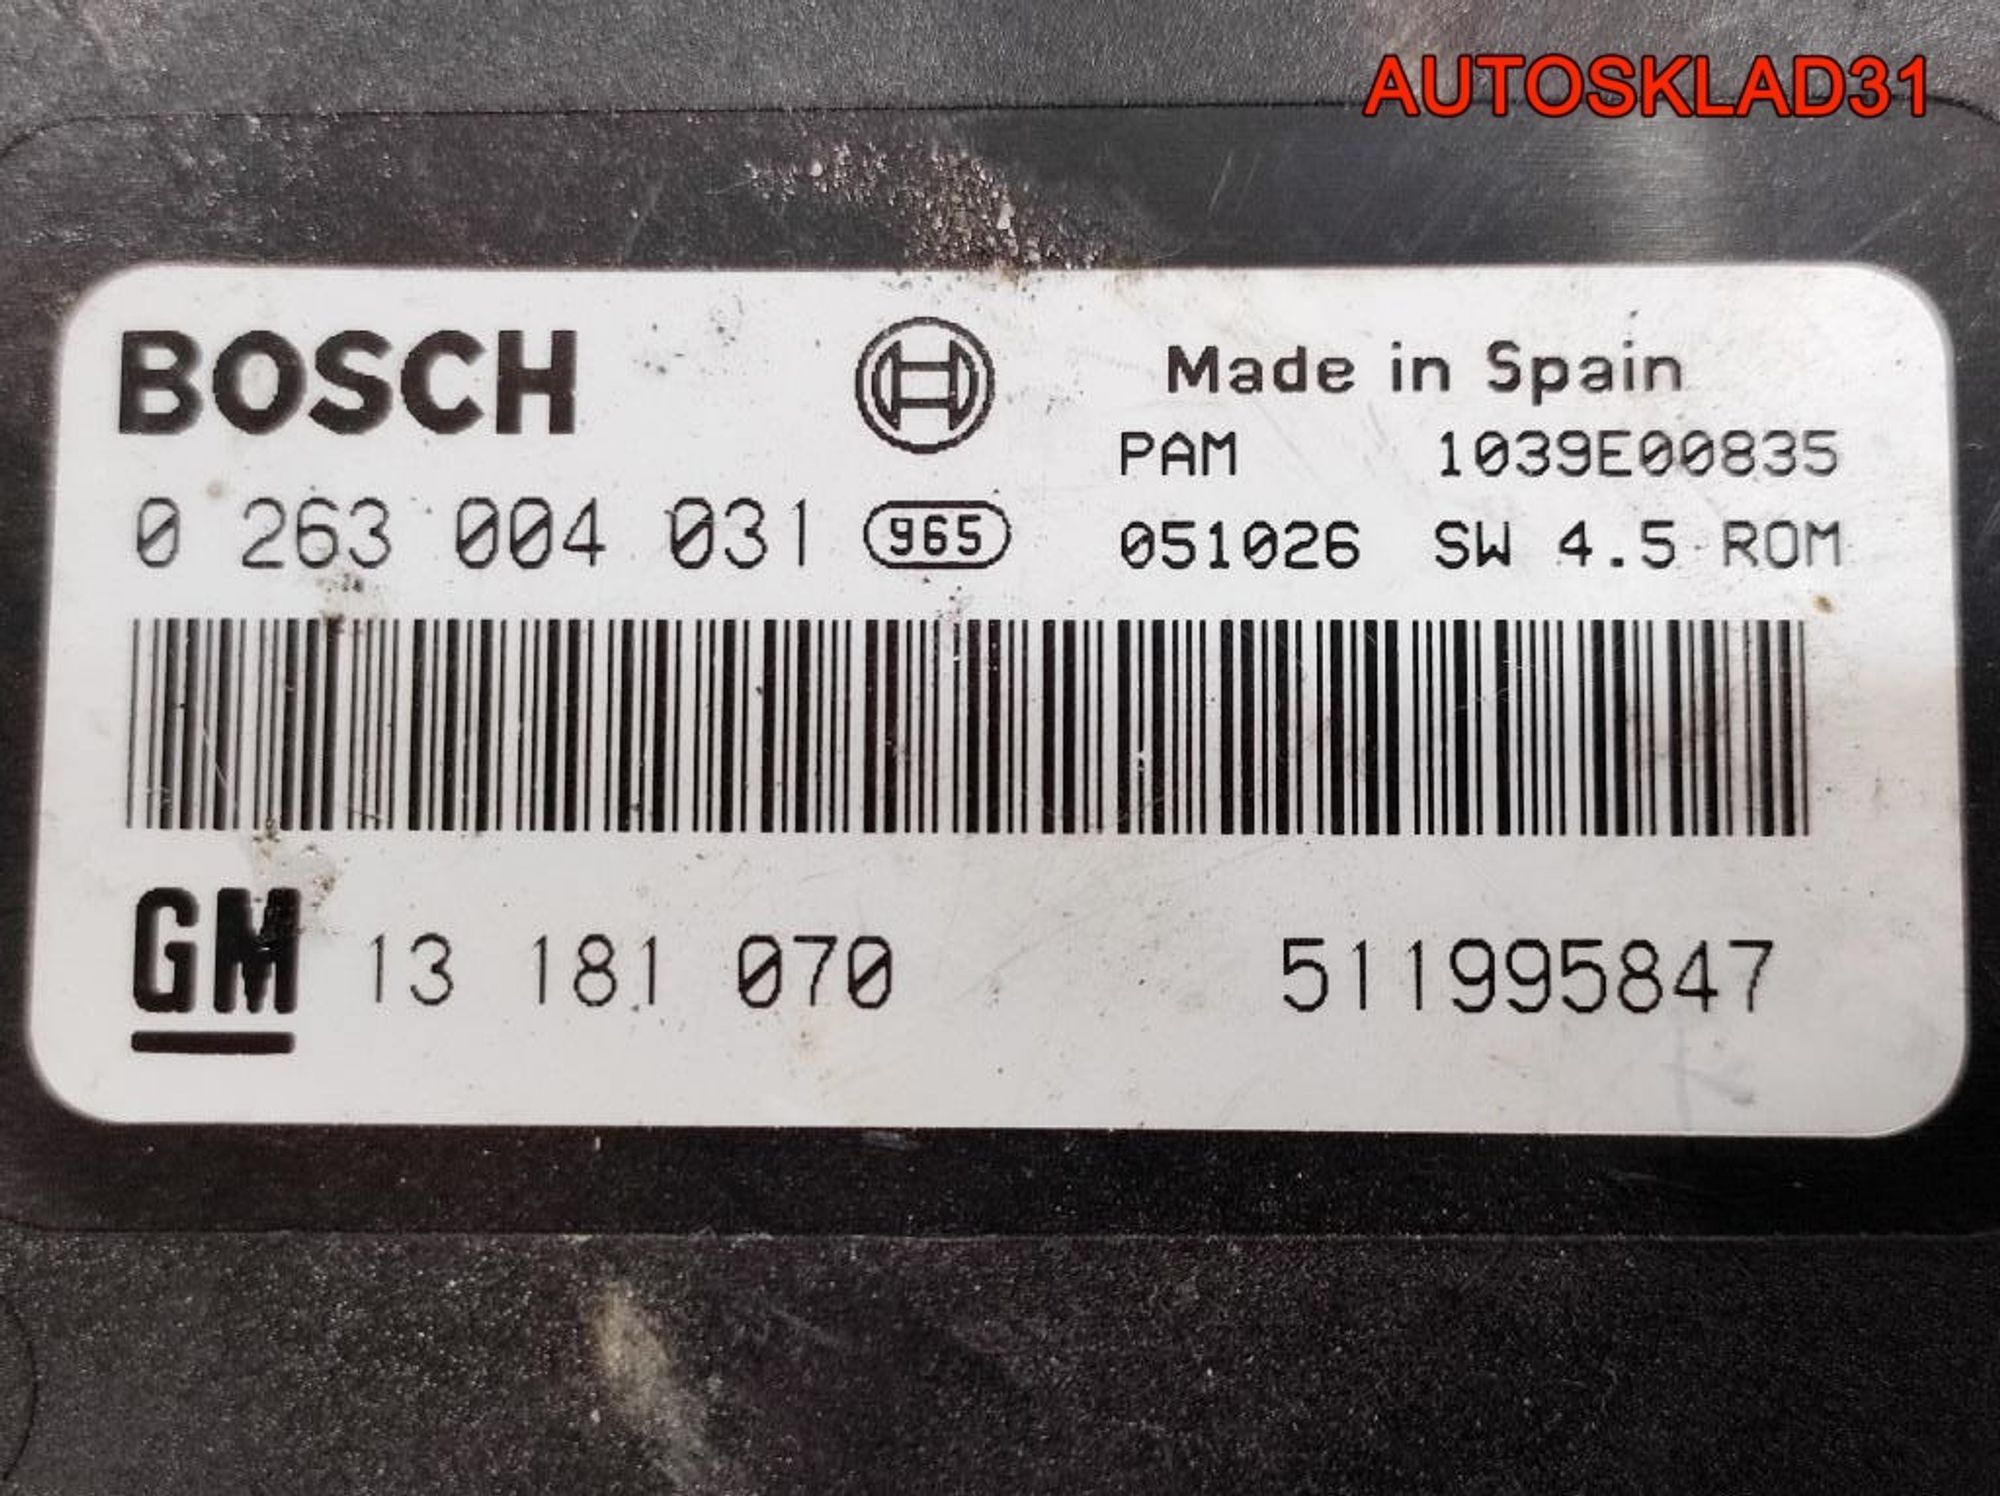 AUTOSKLAD31
BOSCH Made in Spain
PAM 1039E00835
0 263 004 031 965 051026 SW 4.5 ROM
GM 13 181 070 511995847